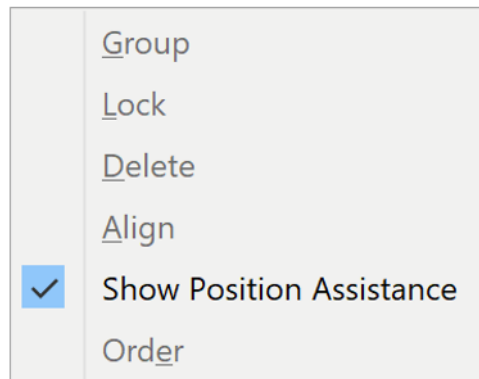 Group
Lock
Delete
Align
Show Position Assistance
Order